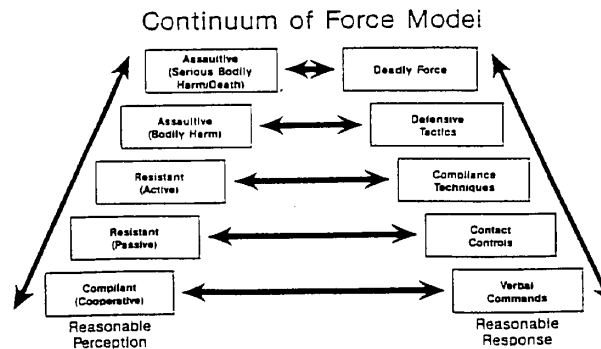 Continuum of Force Model
Assaultive
(Serious Bodily
Harm/Death)
Deadly Force
Assaultive
(Bodily Harm)
Defensive
Tactics
Resistant
(Active)
Compliance
Techniques
Resistant
(Passive)
Contact
Controls
Compliant
(Cooperative)
Verbal
Commands
Reasonable
Perception
Reasonable
Response